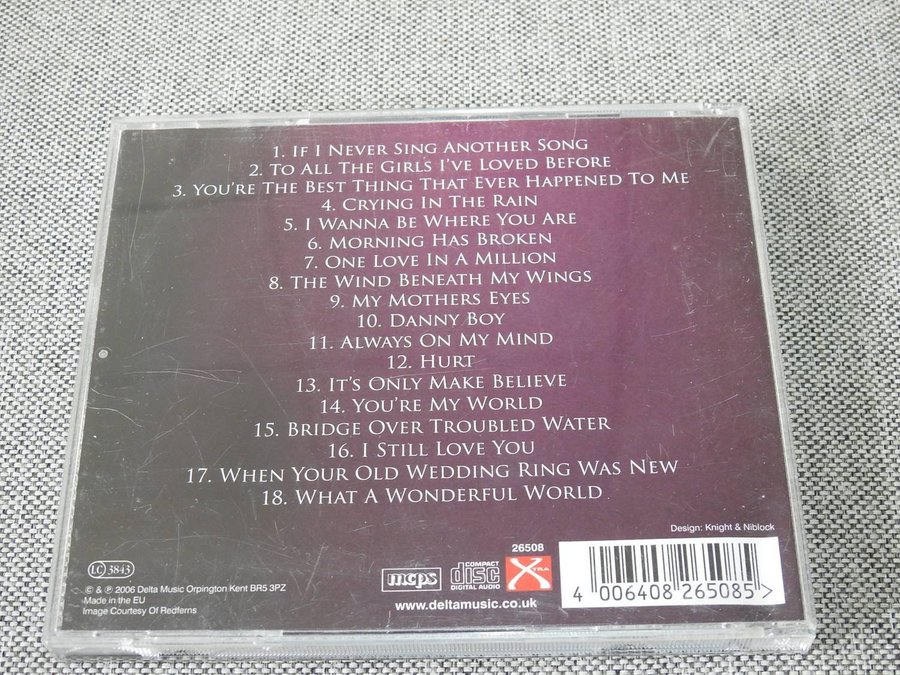 1. If I Never Sing Another Song
2. To All The Girls I've Loved Before
3. You're The Best Thing That Ever Happened To Me
4. Crying In The Rain
5. I Wanna Be Where You Are
6. Morning Has Broken
7. One Love In A Million
8. The Wind Beneath My Wings
9. My Mothers Eyes
10. Danny Boy
11. Always On My Mind
12. Hurt
13. It's Only Make Believe
14. You're My World
15. Bridge Over Troubled Water
16. I Still Love You
17. When Your Old Wedding Ring Was New
18. What A Wonderful World
Design: Knight & Niblock
LC 3843
© & ℗ 2006 Delta Music Orpington Kent BR5 3PZ
Made in the EU
Image Courtesy Of Redferns
mcps
COMPACT disc DIGITAL AUDIO
26508
XTRA
www.deltamusic.co.uk
4 006408 265085 >